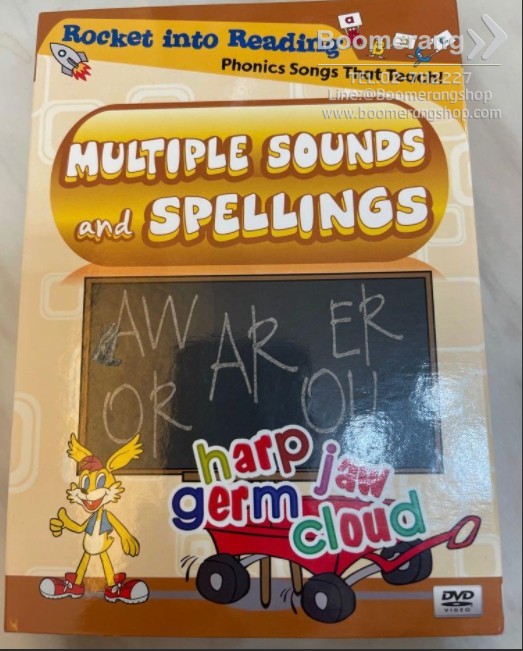 Rocket into Reading
a
b
Boomerang
Phonics Songs That Teach!
Line:@Boomerangshop
www.boomerangshop.com
MULTIPLE SOUNDS
and SPELLINGS
AW AR ER
OR OU
harp jaw
germ cloud
DVD
VIDEO